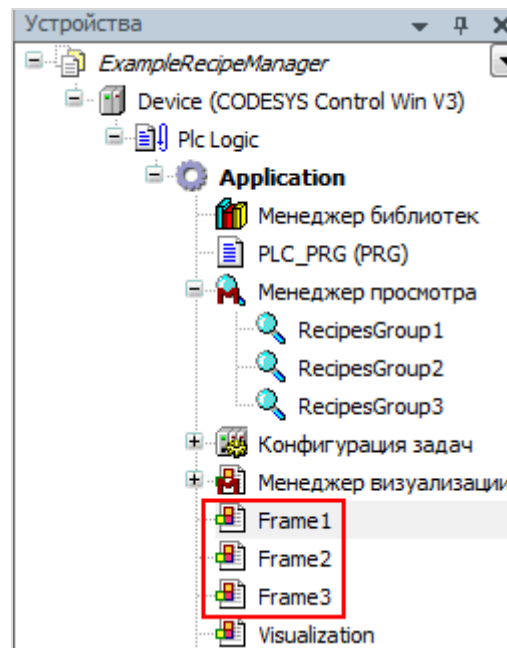 Устройства
ExampleRecipeManager
Device (CODESYS Control Win V3)
Plc Logic
Application
Менеджер библиотек
PLC_PRG (PRG)
Менеджер просмотра
RecipesGroup1
RecipesGroup2
RecipesGroup3
Конфигурация задач
Менеджер визуализации
Frame1
Frame2
Frame3
Visualization